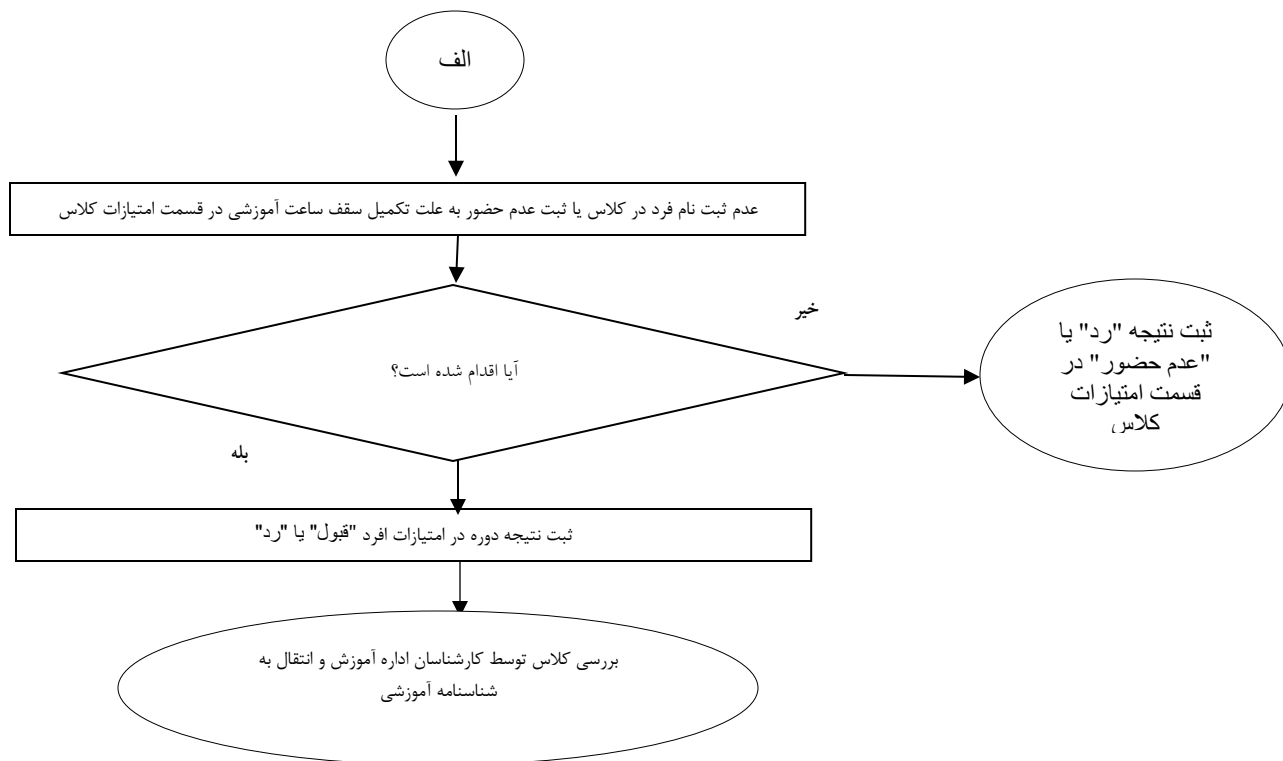 الف
عدم ثبت نام فرد در کلاس یا ثبت عدم حضور به علت تکمیل سقف ساعت آموزشی در قسمت امتیازات کلاس
خیر
ثبت نتیجه "رد" یا
"عدم حضور" در
قسمت امتیازات
کلاس
آیا اقدام شده است؟
بله
ثبت نتیجه دوره در امتیازات افرد "قبول" یا "رد"
بررسی کلاس توسط کارشناسان اداره آموزش و انتقال به
شناسنامه آموزشی